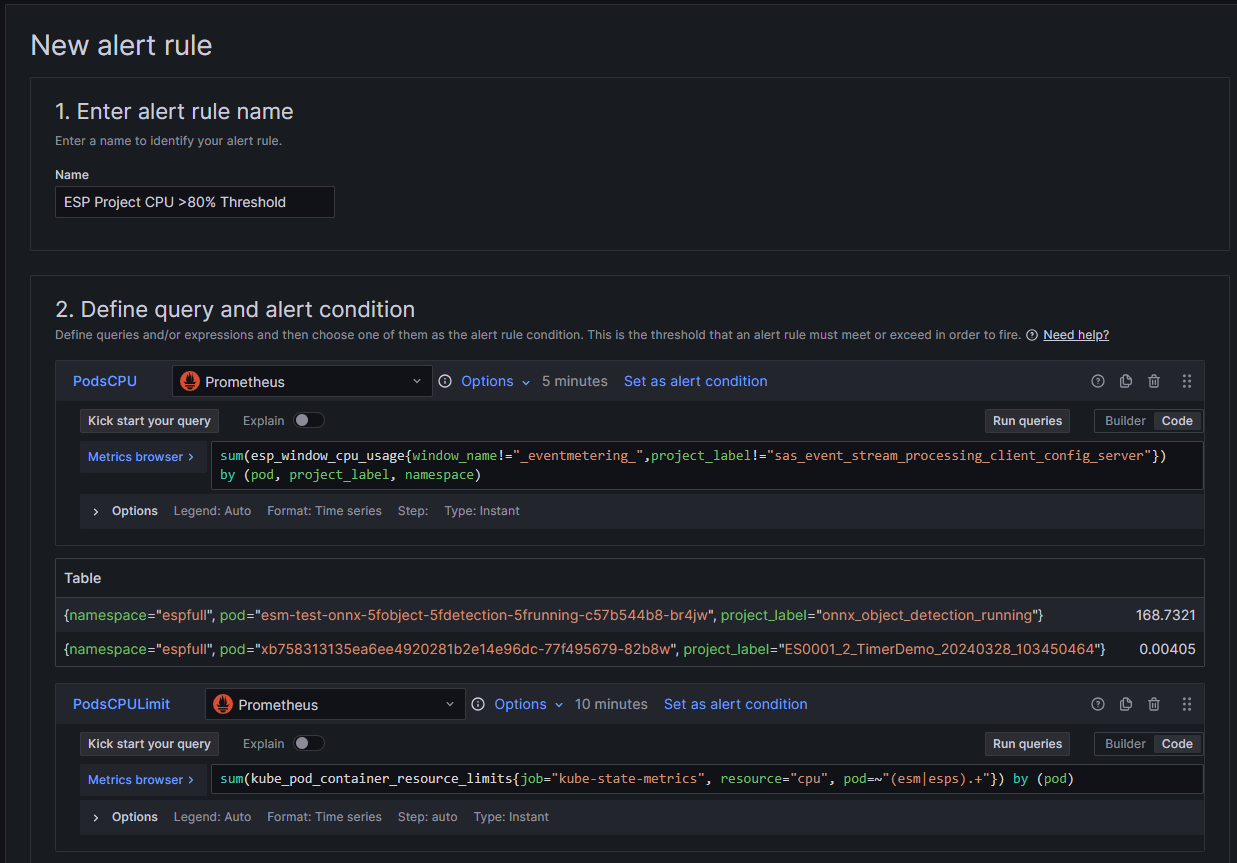 New alert rule
1. Enter alert rule name
Enter a name to identify your alert rule.
Name
ESP Project CPU >80% Threshold
2. Define query and alert condition
Define queries and/or expressions and then choose one of them as the alert rule condition. This is the threshold that an alert rule must meet or exceed in order to fire. Need help?
PodsCPU Prometheus Options 5 minutes Set as alert condition
Kick start your query Explain Run queries Builder Code
Metrics browser > sum(esp_window_cpu_usage{window_name!="_eventmetering_",project_label!="sas_event_stream_processing_client_config_server"})
by (pod, project_label, namespace)
> Options Legend: Auto Format: Time series Step: Type: Instant
Table
{namespace="espfull", pod="esm-test-onnx-5fobject-5fdetection-5frunning-c57b544b8-br4jw", project_label="onnx_object_detection_running"} 168.7321
{namespace="espfull", pod="xb758313135ea6ee4920281b2e14e96dc-77f495679-82b8w", project_label="ES0001_2_TimerDemo_20240328_103450464"} 0.00405
PodsCPULimit Prometheus Options 10 minutes Set as alert condition
Kick start your query Explain Run queries Builder Code
Metrics browser > sum(kube_pod_container_resource_limits{job="kube-state-metrics", resource="cpu", pod=~"(esm|esps).+"}) by (pod)
> Options Legend: Auto Format: Time series Step: auto Type: Instant